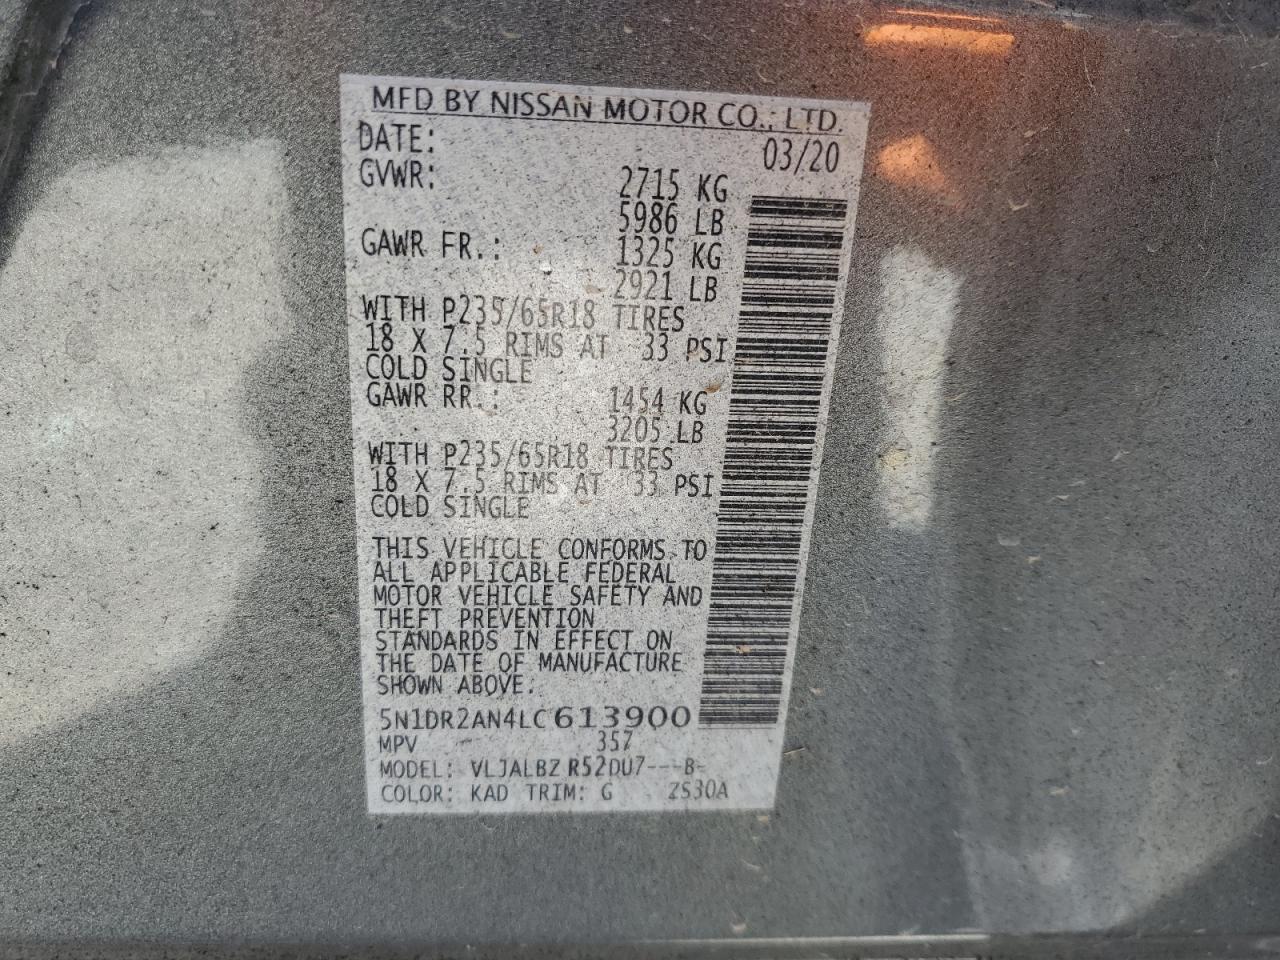 MFD BY NISSAN MOTOR CO., LTD.
DATE: 03/20
GVWR: 2715 KG
5986 LB
GAWR FR.: 1325 KG
2921 LB
WITH P235/65R18 TIRES
18 X 7.5 RIMS AT 33 PSI
COLD SINGLE
GAWR RR.: 1454 KG
3205 LB
WITH P235/65R18 TIRES
18 X 7.5 RIMS AT 33 PSI
COLD SINGLE
THIS VEHICLE CONFORMS TO
ALL APPLICABLE FEDERAL
MOTOR VEHICLE SAFETY AND
THEFT PREVENTION
STANDARDS IN EFFECT ON
THE DATE OF MANUFACTURE
SHOWN ABOVE.
5N1DR2AN4LC613900
MPV 357
MODEL: VLJALBZ R52DU7---B-
COLOR: KAD TRIM: G ZS30A